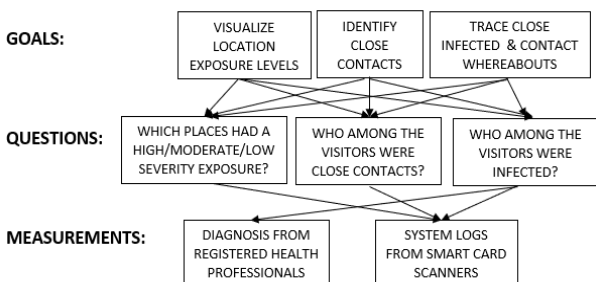 GOALS:
VISUALIZE
LOCATION
EXPOSURE LEVELS
IDENTIFY
CLOSE
CONTACTS
TRACE CLOSE
INFECTED & CONTACT
WHEREABOUTS
QUESTIONS:
WHICH PLACES HAD A
HIGH/MODERATE/LOW
SEVERITY EXPOSURE?
WHO AMONG THE
VISITORS WERE
CLOSE CONTACTS?
WHO AMONG THE
VISITORS WERE
INFECTED?
MEASUREMENTS:
DIAGNOSIS FROM
REGISTERED HEALTH
PROFESSIONALS
SYSTEM LOGS
FROM SMART CARD
SCANNERS